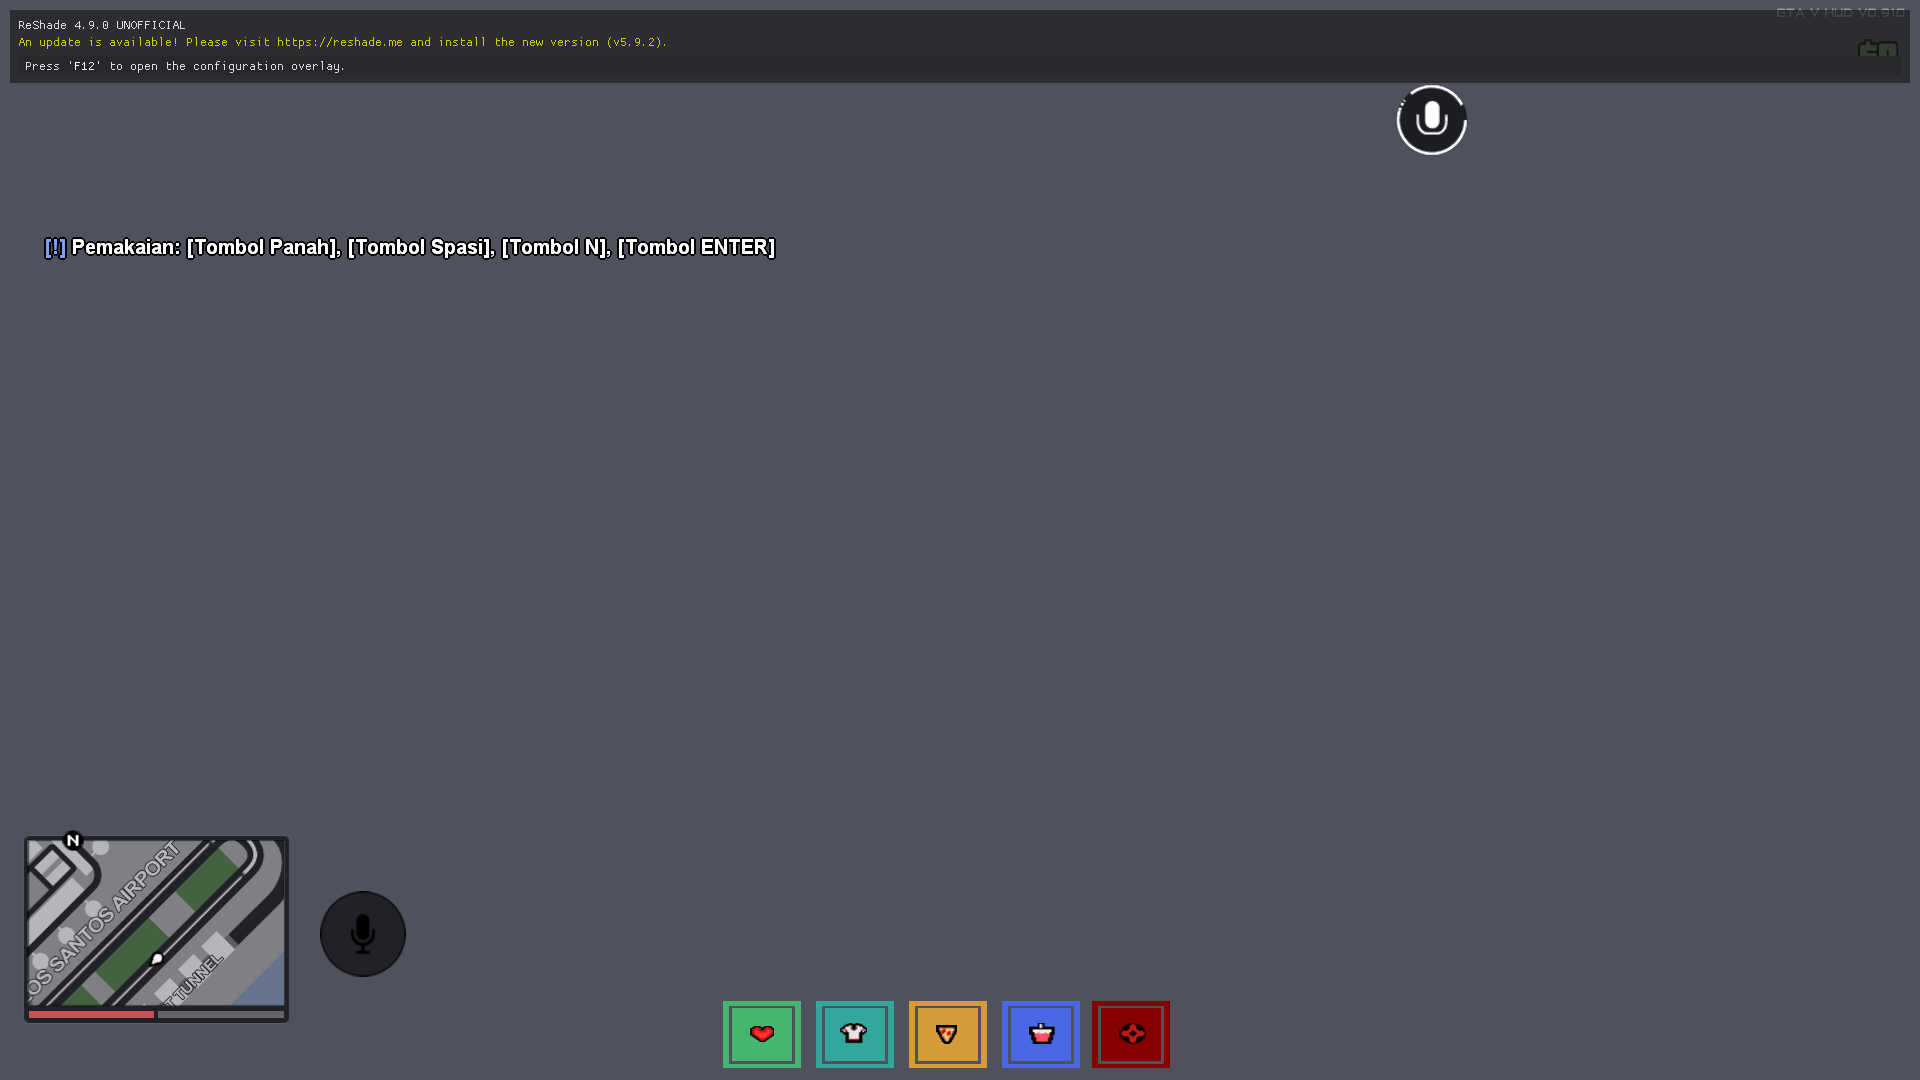 GTA V HUD V0.910
ReShade 4.9.0 UNOFFICIAL
An update is available! Please visit https://reshade.me and install the new version (v5.9.2).
Press 'F12' to open the configuration overlay.
[!] Pemakaian: [Tombol Panah], [Tombol Spasi], [Tombol N], [Tombol ENTER]
N
OS SANTOS AIRPORT
T TUNNEL